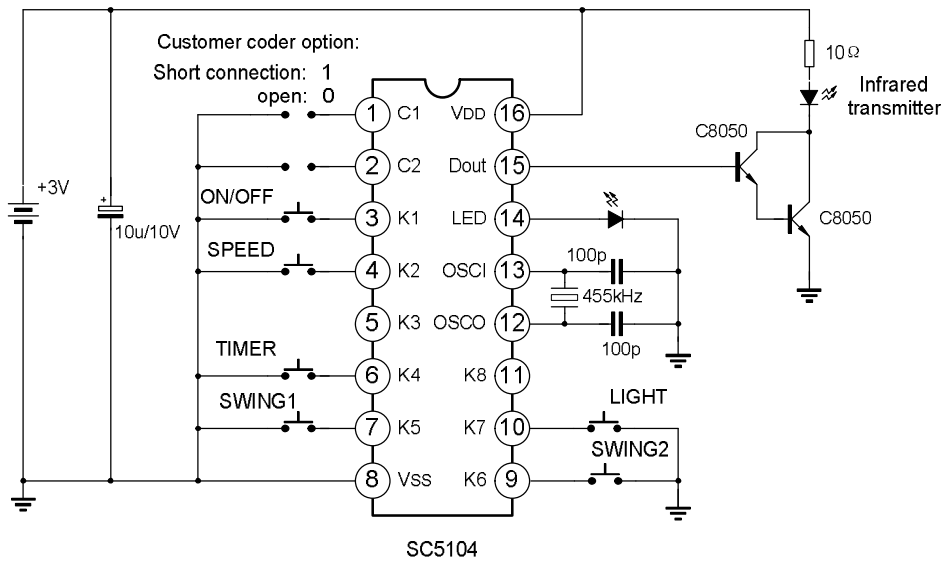 Customer coder option:
Short connection: 1
open: 0
10Ω
Infrared
transmitter
1 C1
VDD 16
C8050
2 C2
Dout 15
+3V
ON/OFF
+
10u/10V
3 K1
LED 14
C8050
SPEED
100p
4 K2
OSCI 13
455kHz
5 K3
OSCO 12
100p
TIMER
6 K4
K8 11
SWING1
LIGHT
7 K5
K7 10
SWING2
8 VSS
K6 9
SC5104